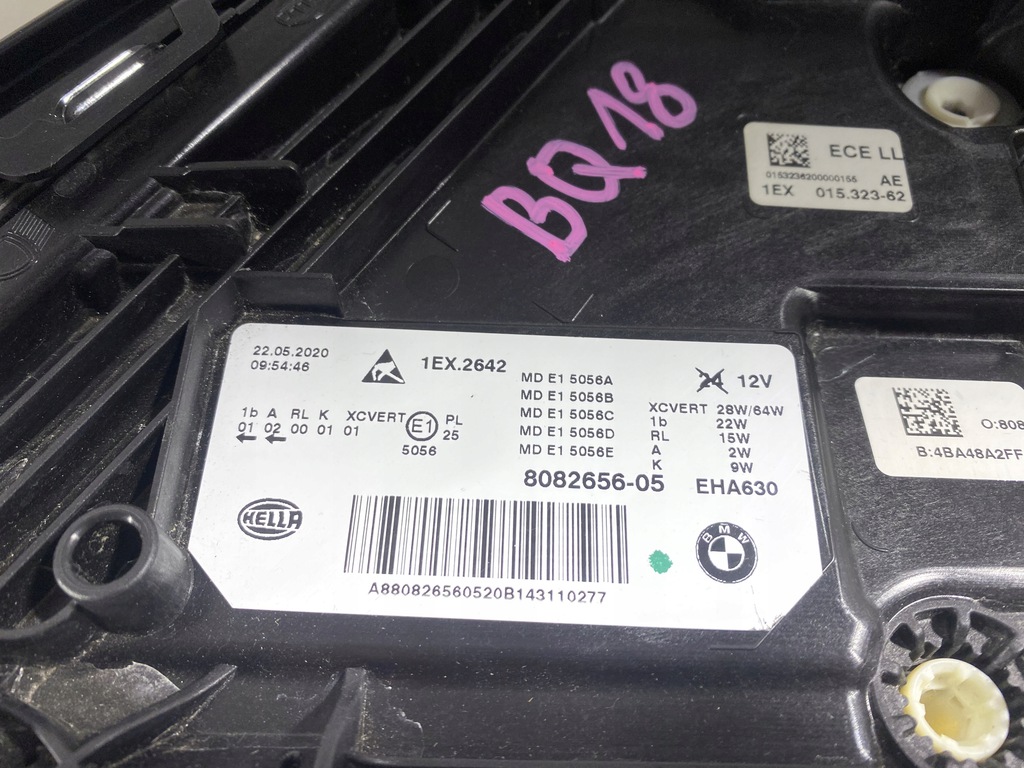 BQ 18
ECE LL
0153236200000155 AE
1EX 015.323-62
22.05.2020
09:54:46
1EX.2642
MD E1 5056A
MD E1 5056B
MD E1 5056C
MD E1 5056D
MD E1 5056E
24 12V
XCVERT 28W/64W
1b 22W
RL 15W
A 2W
K 9W
1b A RL K XCVERT
01 02 00 01 01
E1
PL
25
5056
8082656-05 EHA630
HELLA
BMW
A880826560520B143110277
O:808
B:4BA48A2FF